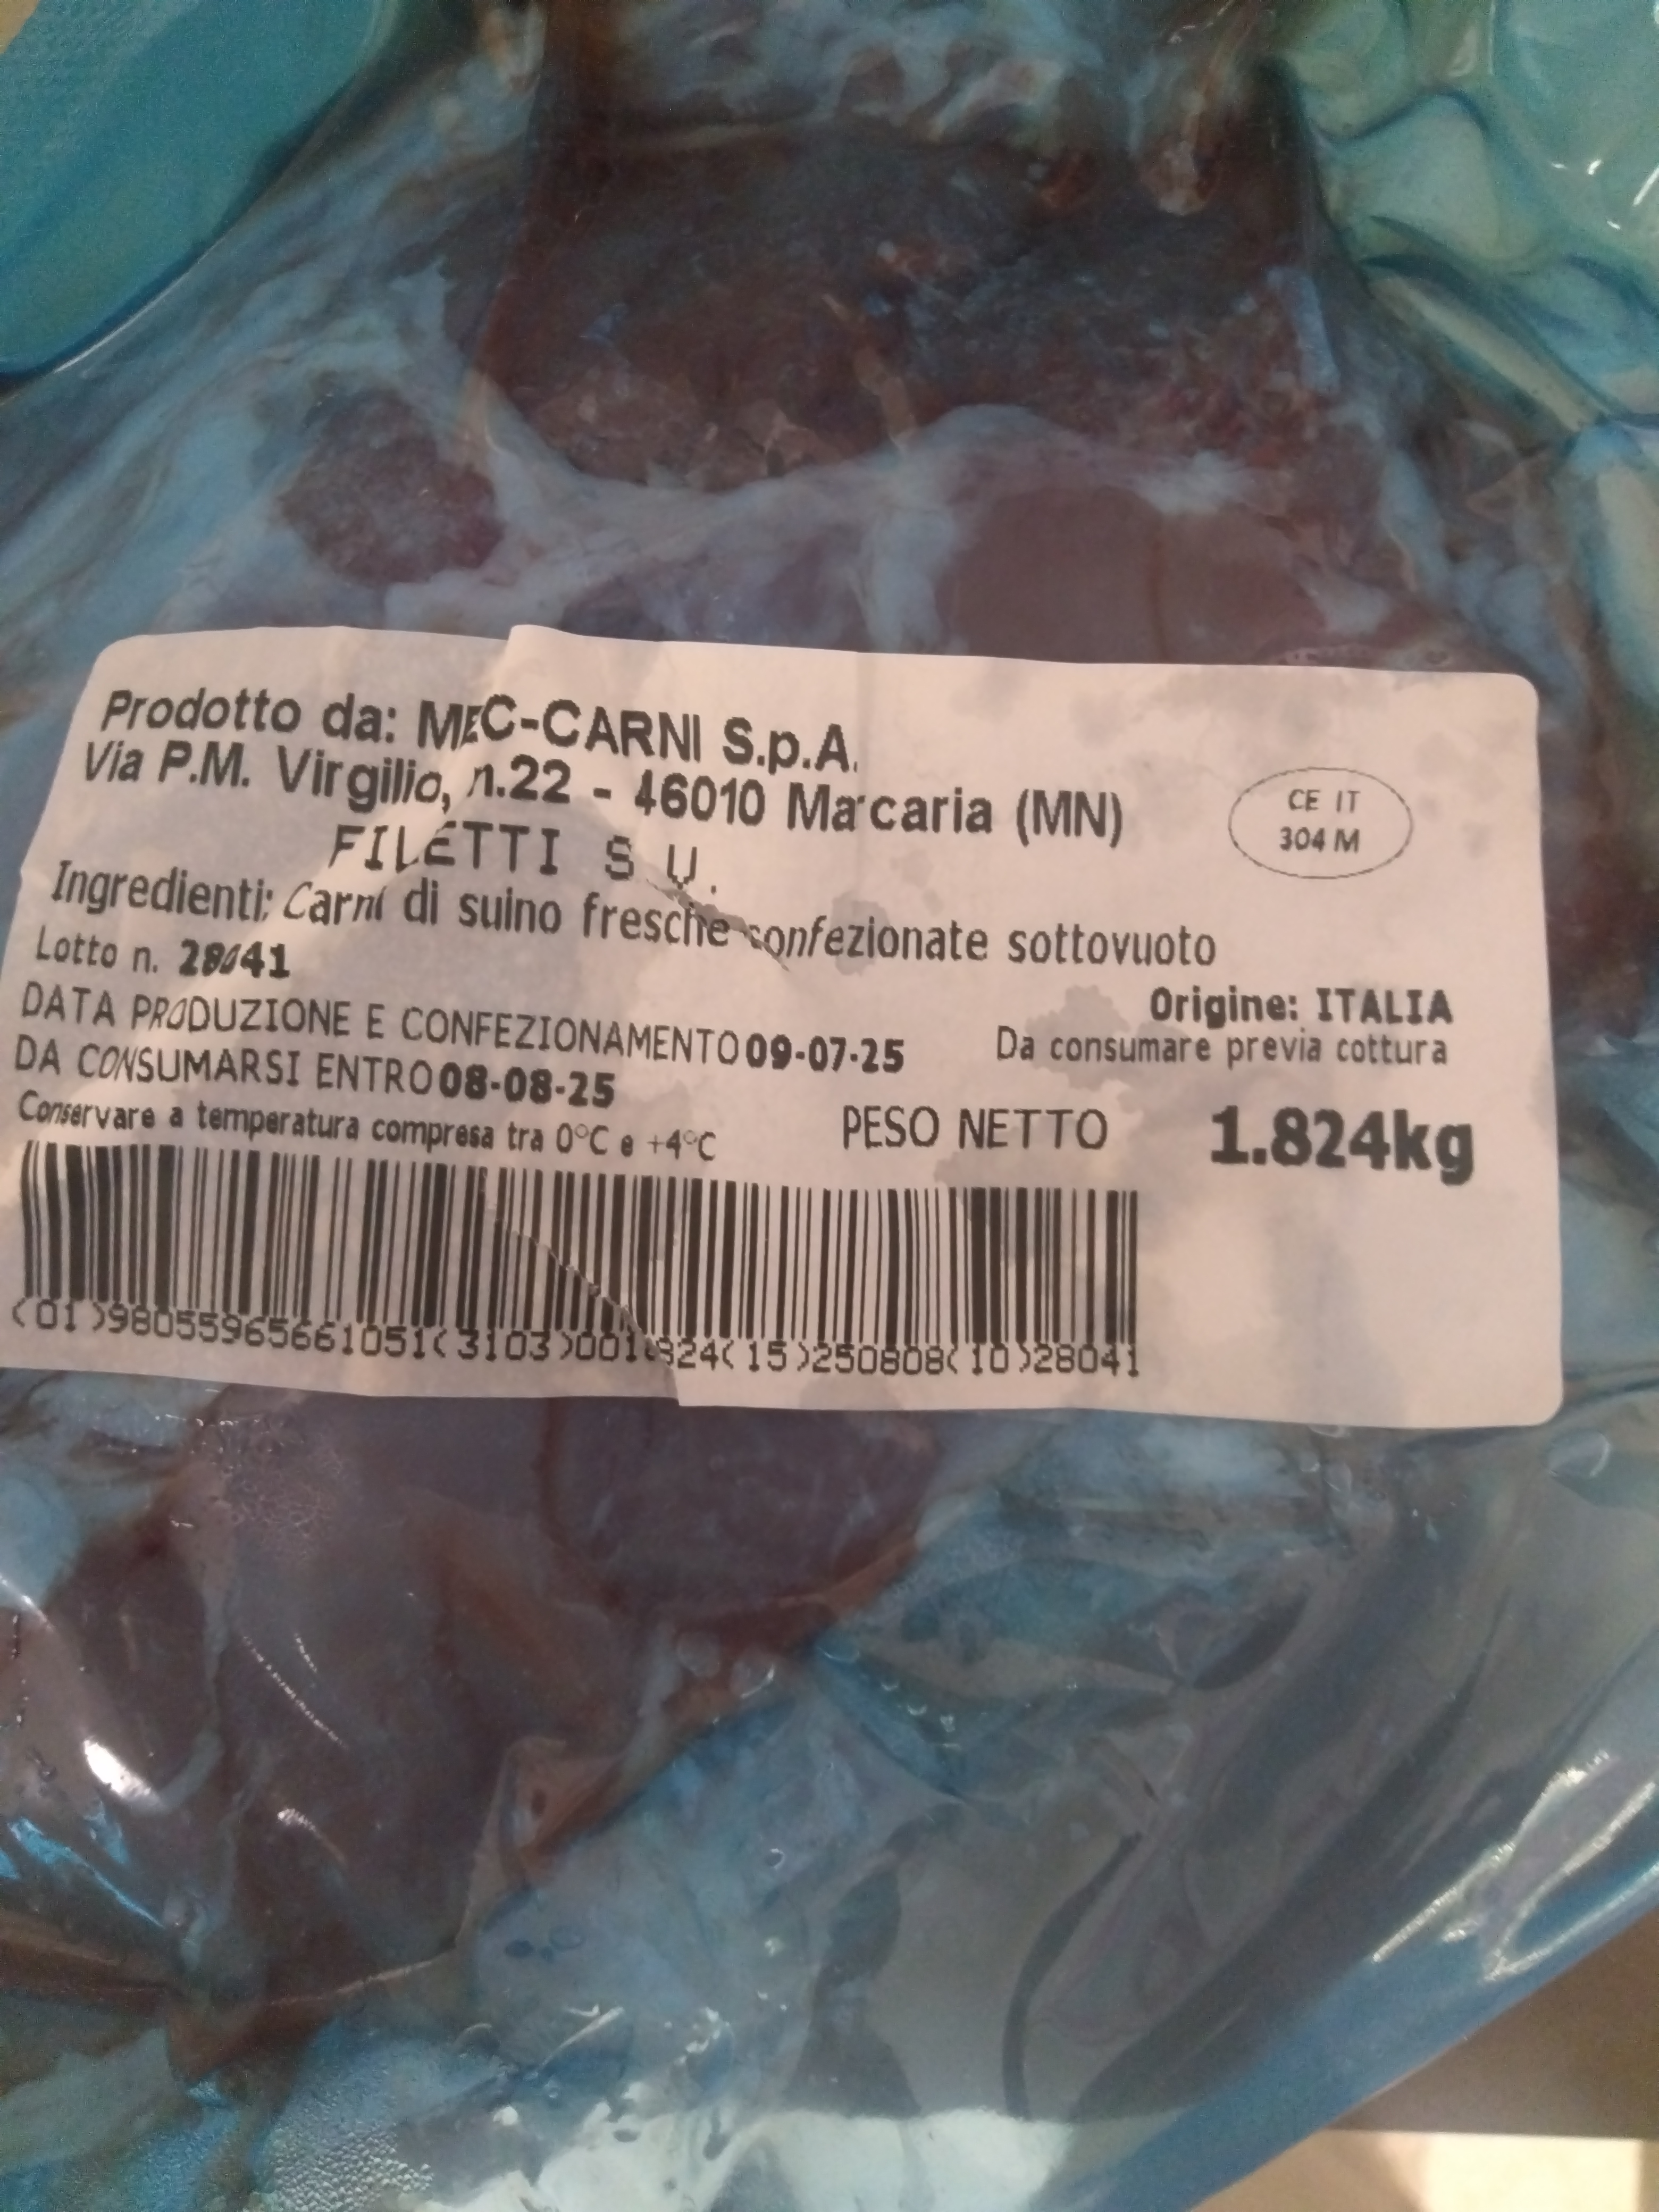 Prodotto da: MEC-CARNI S.p.A.
Via P.M. Virgilio, n.22 - 46010 Marcaria (MN)
CE IT
304 M
FILETTI S.V.
Ingredienti: Carni di suino fresche confezionate sottovuoto
Lotto n. 28041
Origine: ITALIA
DATA PRODUZIONE E CONFEZIONAMENTO 09-07-25
Da consumare previa cottura
DA CONSUMARSI ENTRO 08-08-25
Conservare a temperatura compresa tra 0°C e +4°C
PESO NETTO 1.824kg
(01)98055965661051(3103)001824(15)250808(10)28041